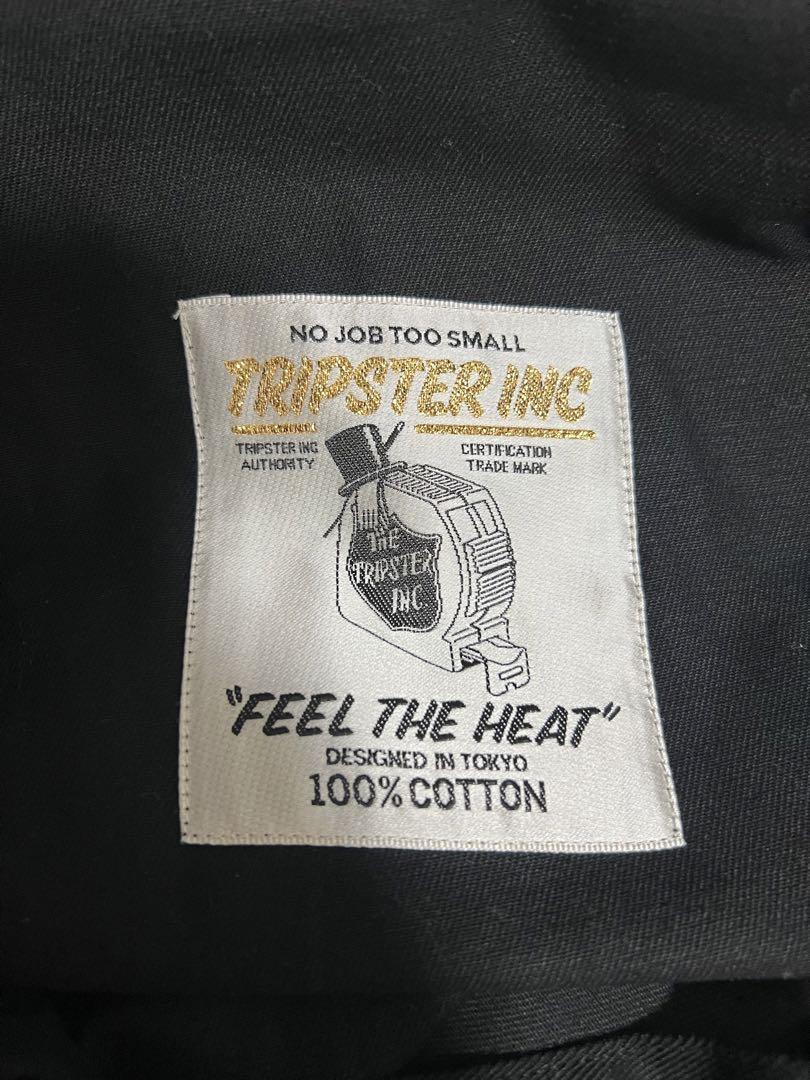 NO JOB TOO SMALL
TRIPSTER INC
TRIPSTER INC
AUTHORITY
CERTIFICATION
TRADE MARK
THE
TRIPSTER
INC.
"FEEL THE HEAT"
DESIGNED IN TOKYO
100% COTTON